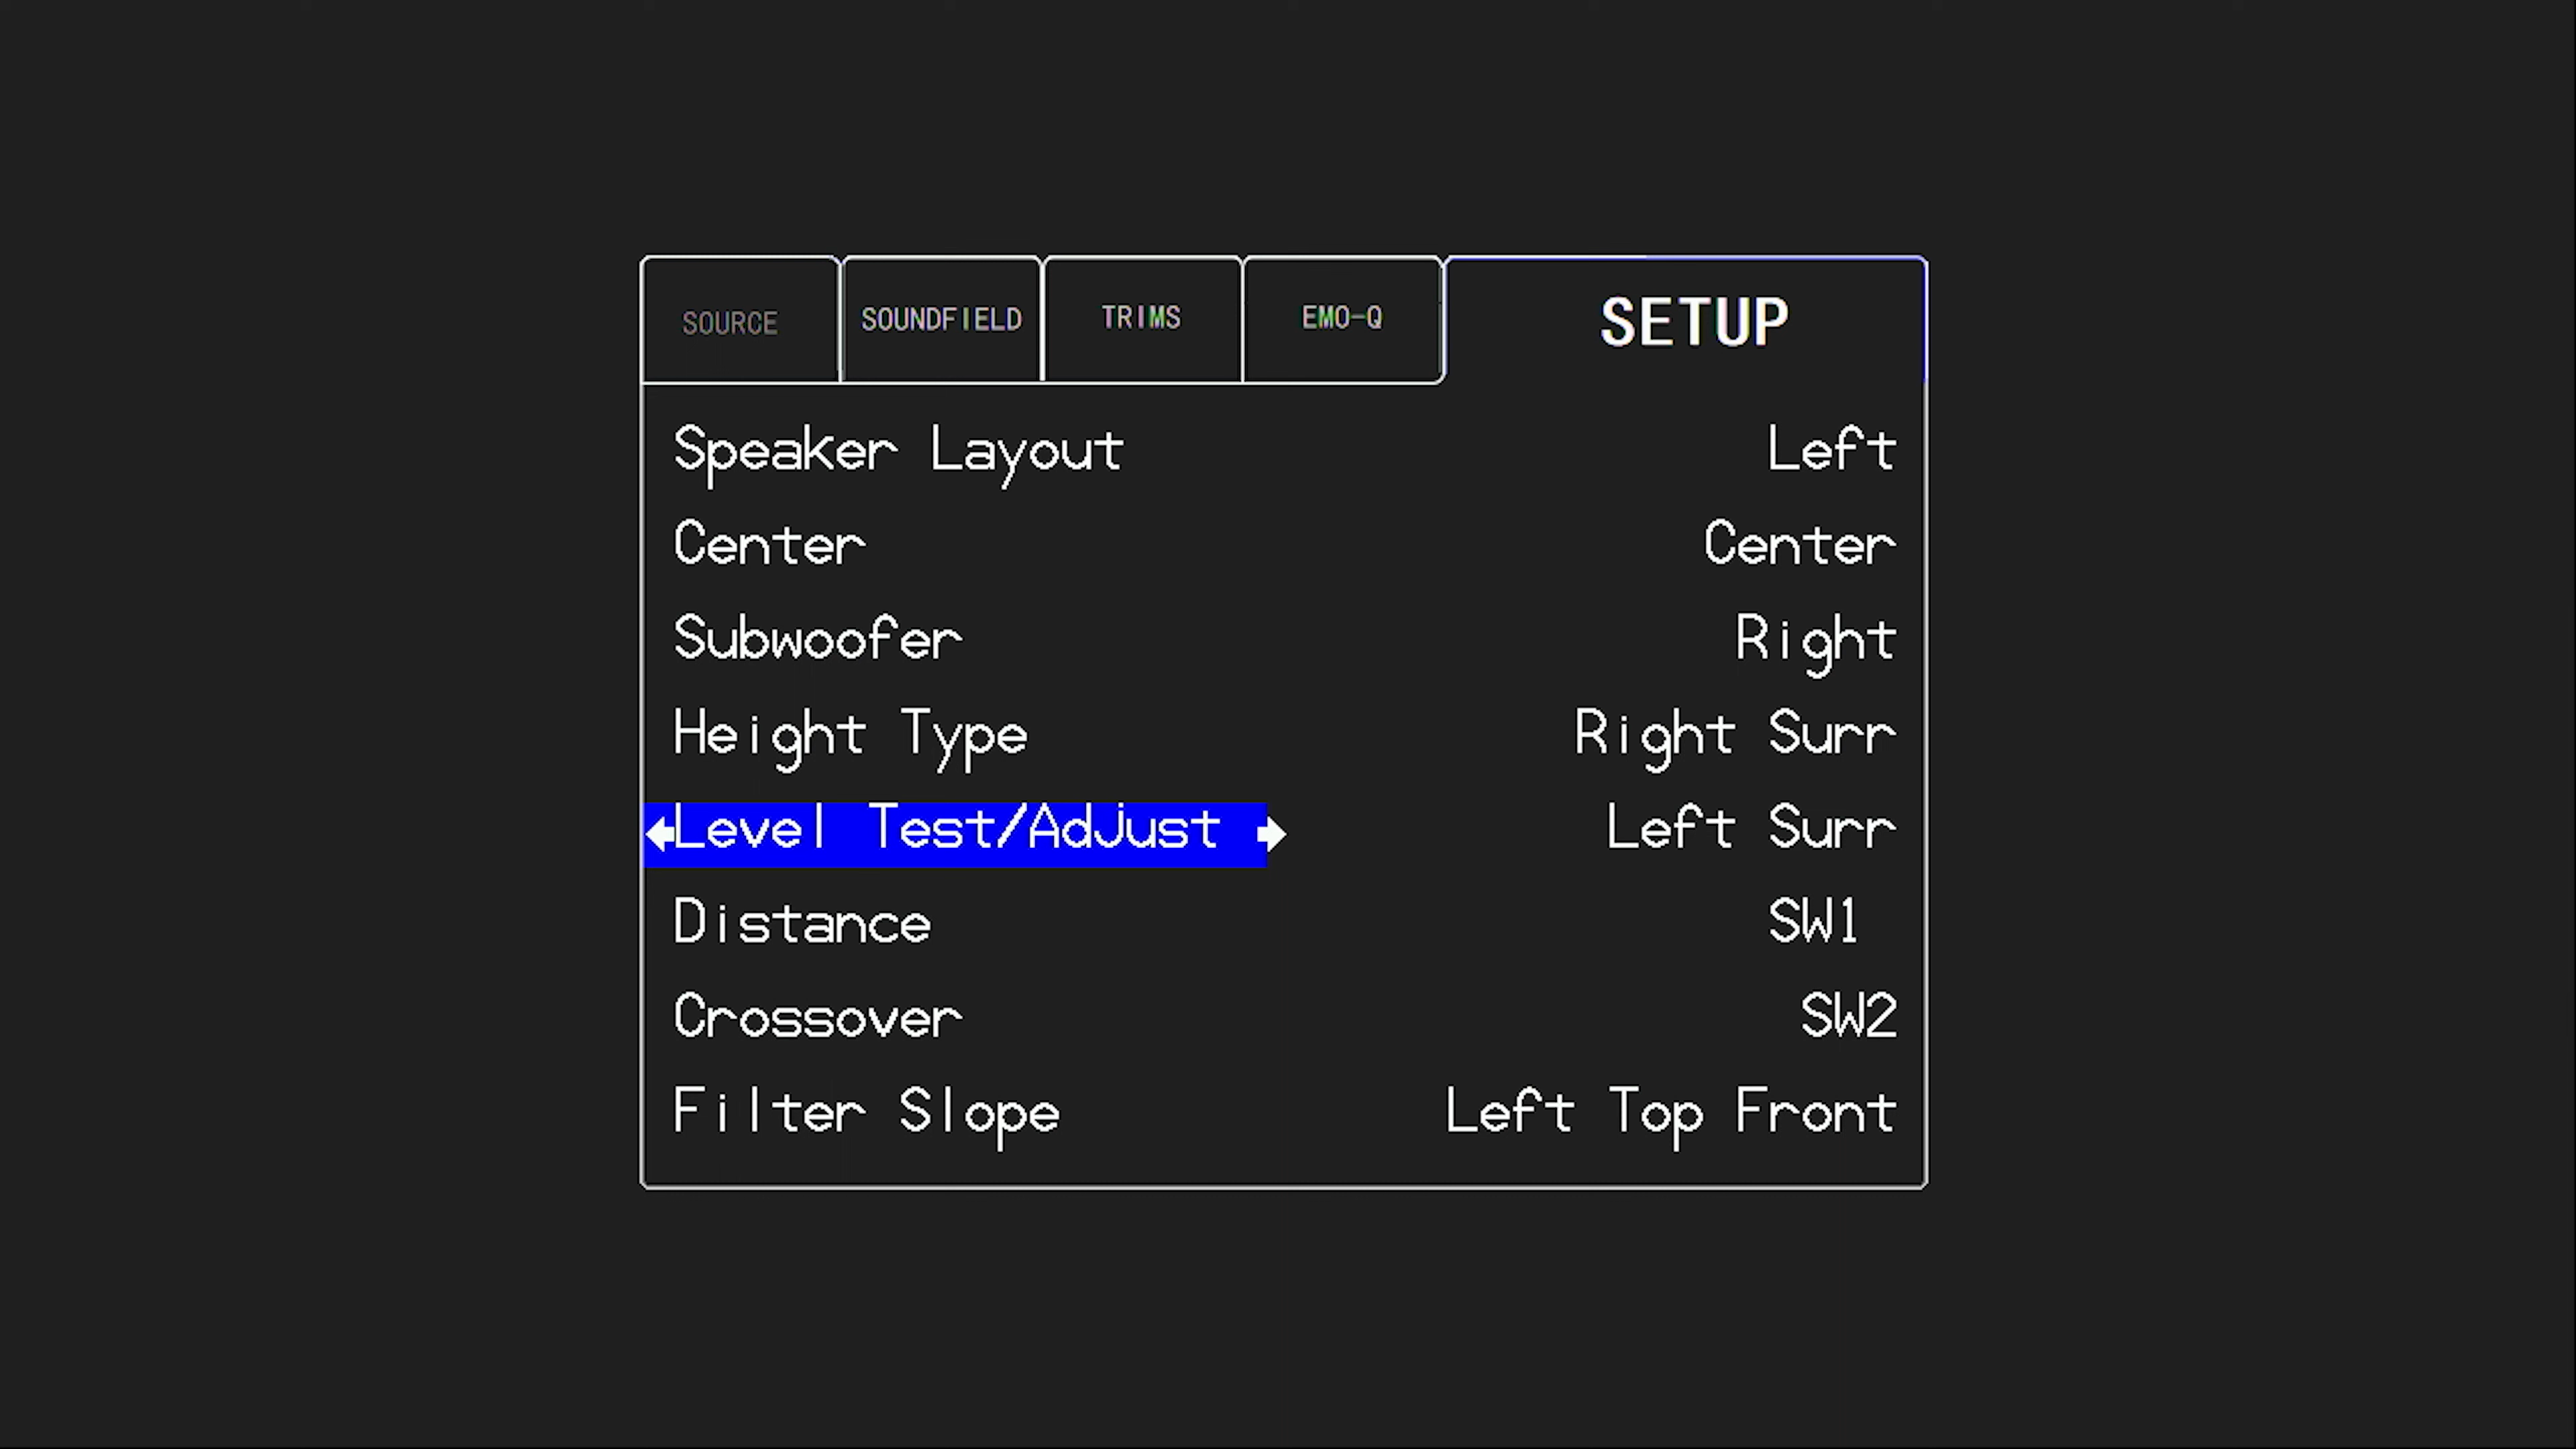 SOURCE SOUNDFIELD TRIMS EMO-Q SETUP
Speaker Layout Left
Center Center
Subwoofer Right
Height Type Right Surr
Level Test/AdJust Left Surr
Distance SW1
Crossover SW2
Filter Slope Left Top Front